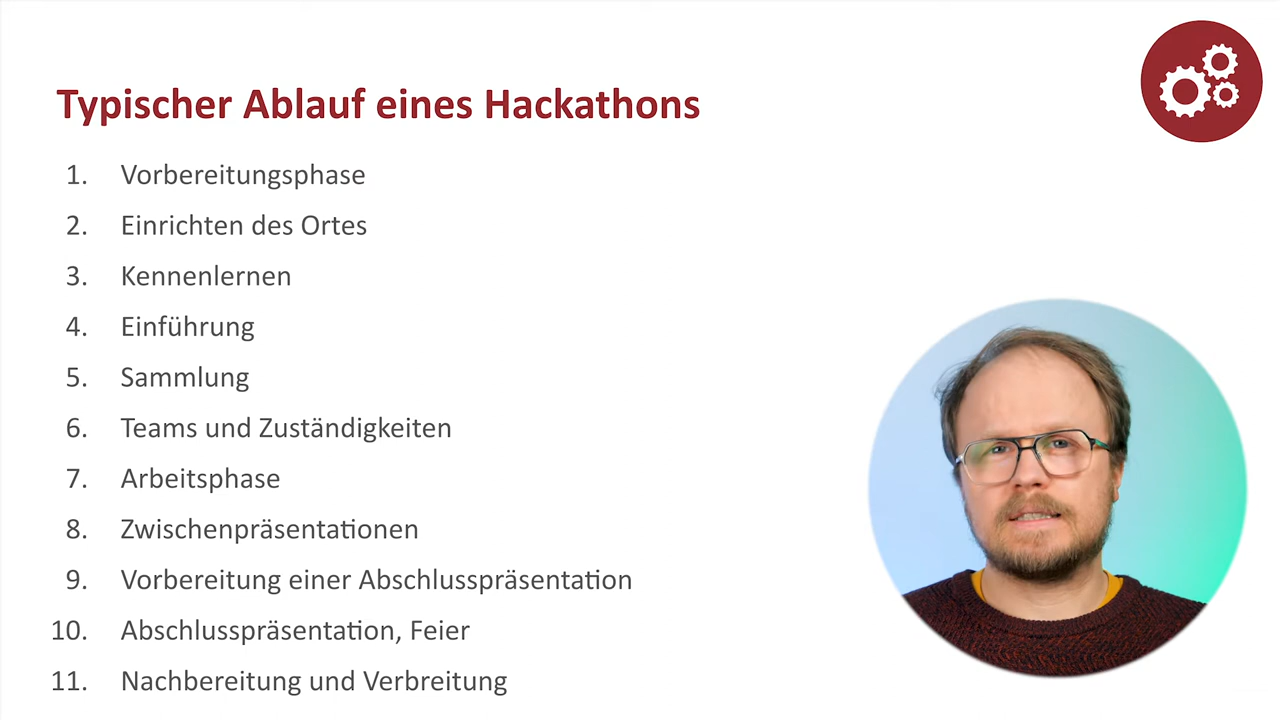 Typischer Ablauf eines Hackathons
1. Vorbereitungsphase
2. Einrichten des Ortes
3. Kennenlernen
4. Einführung
5. Sammlung
6. Teams und Zuständigkeiten
7. Arbeitsphase
8. Zwischenpräsentationen
9. Vorbereitung einer Abschlusspräsentation
10. Abschlusspräsentation, Feier
11. Nachbereitung und Verbreitung